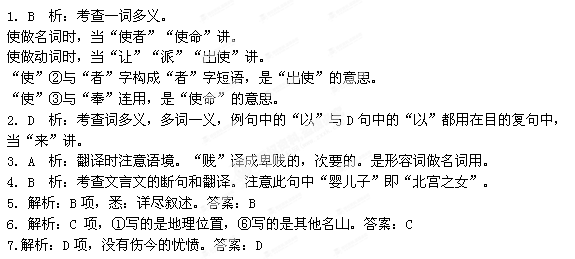 1. B  析：考查一词多义。
使做名词时，当“使者”“使命”讲。
使做动词时，当“让”“派”“出使”讲。
“使”②与“者”字构成“者”字短语，是“出使”的意思。
“使”③与“奉”连用，是“使命”的意思。
2. D  析：考查词多义，多词一义，例句中的“以”与D句中的“以”都用在目的复句中，
当“来”讲。
3. A  析：翻译时注意语境。“贱”译成卑贱的，次要的。是形容词做名词用。
4. B  析：考查文言文的断句和翻译。注意此句中“婴儿子”即“北宫之女”。
5. 解析：B项，悉：详尽叙述。答案：B
6. 解析：C 项，①写的是地理位置，⑥写的是其他名山。答案：C
7.解析：D项，没有伤今的忧愤。答案：D